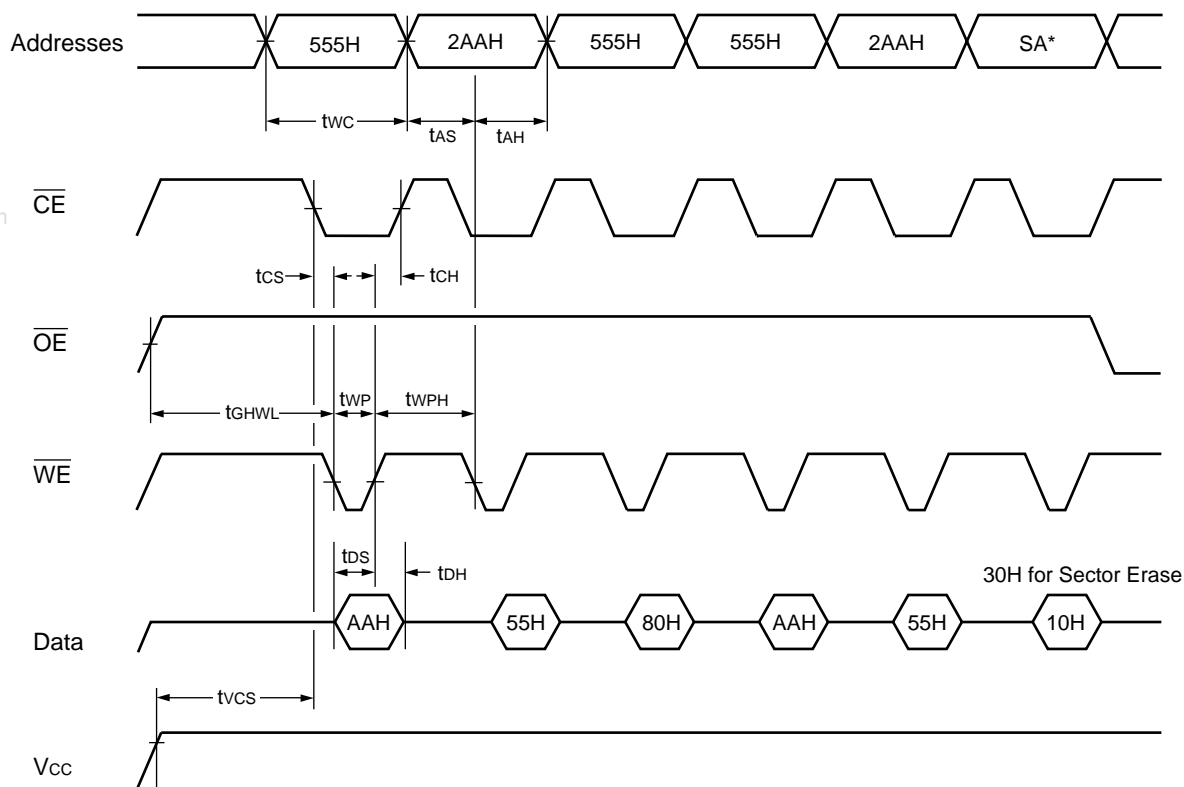 Addresses 555H 2AAH 555H 555H 2AAH SA*
tWC tAS tAH
CE
n
tCS tCH
OE
tGHWL tWP tWPH
WE
tDS tDH
30H for Sector Erase
Data AAH 55H 80H AAH 55H 10H
tVCS
VCC